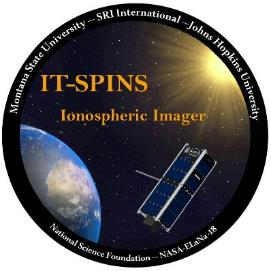 Montana State University -- SRI International --Johns Hopkins University
IT-SPINS
Ionospheric Imager
National Science Foundation -- NASA-ELaNa-18